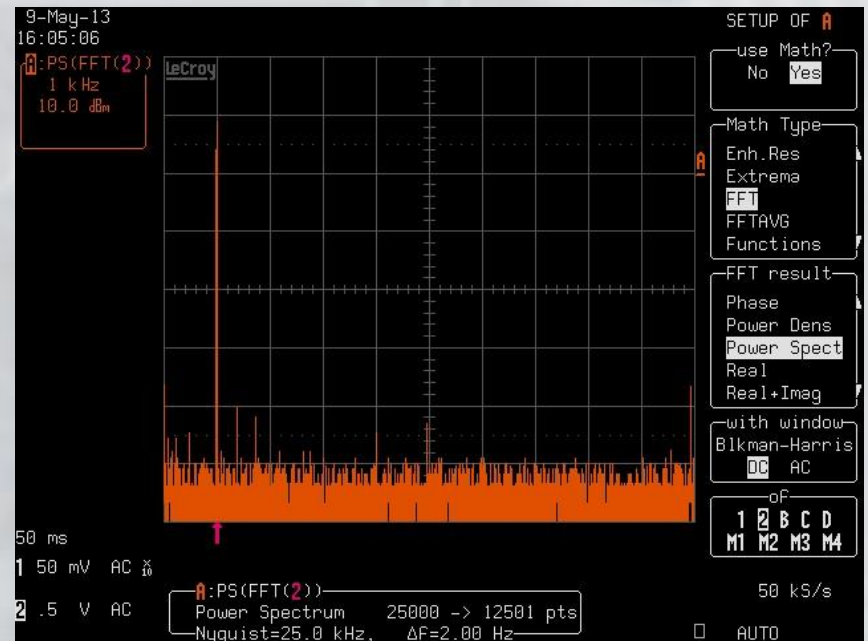 9-May-13
16:05:06
A:PS(FFT(2))
1 kHz
10.0 dBm
LeCroy
A
SETUP OF A
use Math?
No Yes
Math Type
Enh.Res
Extrema
FFT
FFTAVG
Functions
FFT result
Phase
Power Dens
Power Spect
Real
Real+Imag
with window
Blkman-Harris
DC AC
of
1 2 B C D
M1 M2 M3 M4
50 ms
1 50 mV AC X10
2 .5 V AC
A:PS(FFT(2))
Power Spectrum 25000 -> 12501 pts
Nyquist=25.0 kHz, ΔF=2.00 Hz
50 kS/s
AUTO